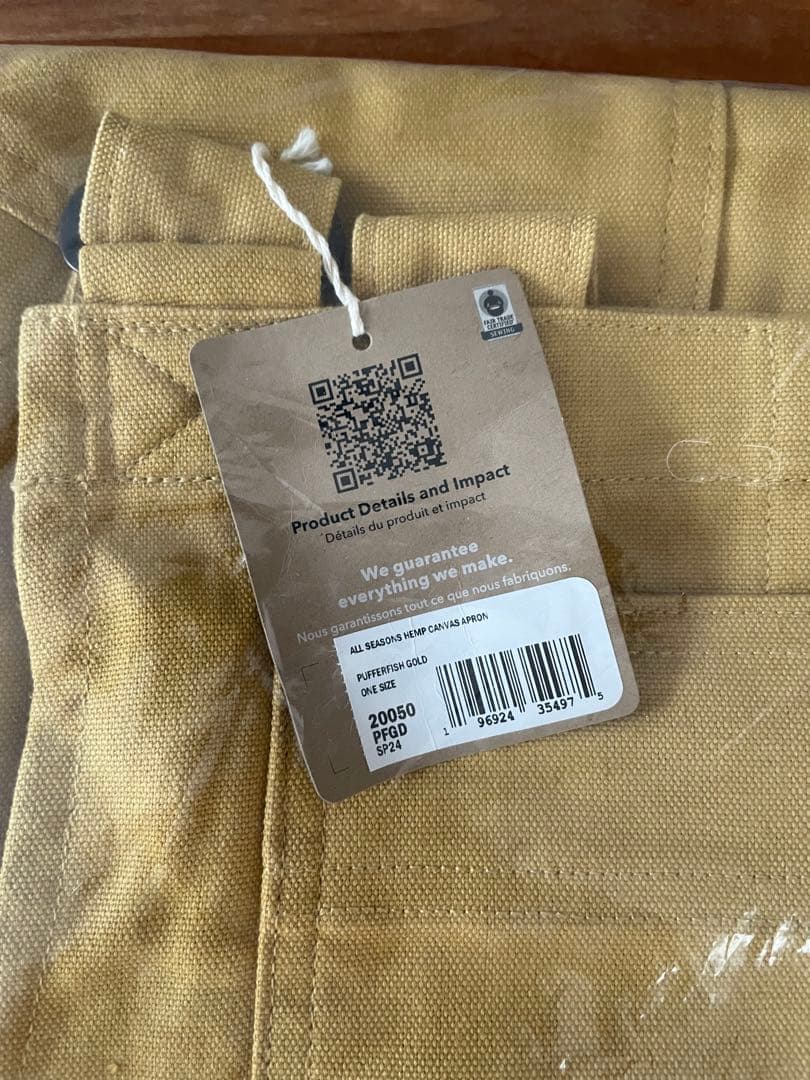 FAIR TRADE
CERTIFIED
SEWING
Product Details and Impact
Détails du produit et impact
We guarantee
everything we make.
Nous garantissons tout ce que nous fabriquons.
ALL SEASONS HEMP CANVAS APRON
PUFFERFISH GOLD
ONE SIZE
20050
PFGD
SP24
1 96924 35497 5